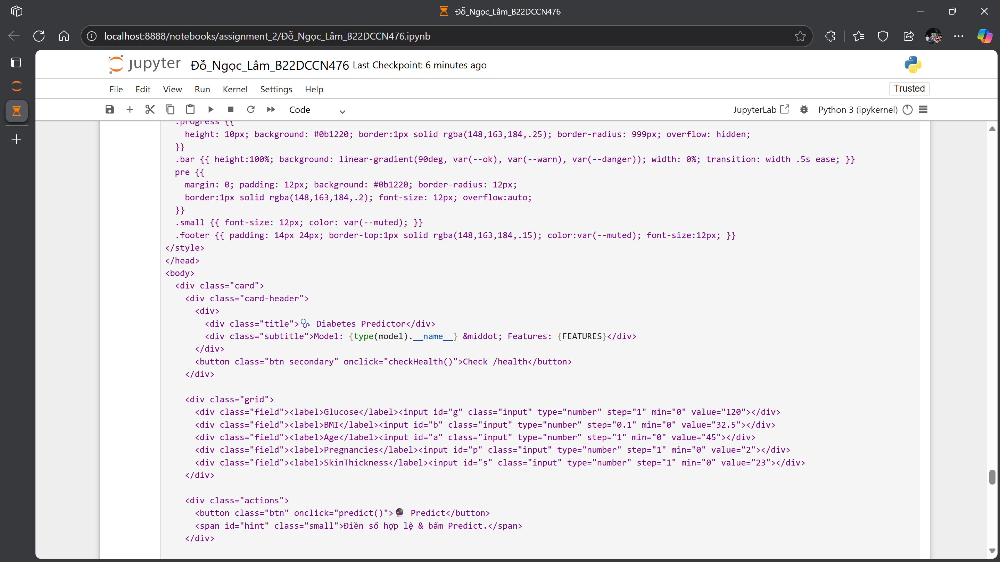 Đỗ_Ngọc_Lâm_B22DCCN476
localhost:8888/notebooks/assignment_2/Đỗ_Ngọc_Lâm_B22DCCN476.ipynb
jupyter Đỗ_Ngọc_Lâm_B22DCCN476 Last Checkpoint: 6 minutes ago
File Edit View Run Kernel Settings Help Trusted
Code JupyterLab Python 3 (ipykernel)
.progress {{
height: 10px; background: #0b1220; border:1px solid rgba(148,163,184,.25); border-radius: 999px; overflow: hidden;
}}
.bar {{ height:100%; background: linear-gradient(90deg, var(--ok), var(--warn), var(--danger)); width: 0%; transition: width .5s ease; }}
pre {{
margin: 0; padding: 12px; background: #0b1220; border-radius: 12px;
border:1px solid rgba(148,163,184,.2); font-size: 12px; overflow:auto;
}}
.small {{ font-size: 12px; color: var(--muted); }}
.footer {{ padding: 14px 24px; border-top:1px solid rgba(148,163,184,.15); color:var(--muted); font-size:12px; }}
</style>
</head>
<body>
<div class="card">
<div class="card-header">
<div>
<div class="title">🩺 Diabetes Predictor</div>
<div class="subtitle">Model: {type(model).__name__} &middot; Features: {FEATURES}</div>
</div>
<button class="btn secondary" onclick="checkHealth()">Check /health</button>
</div>
<div class="grid">
<div class="field"><label>Glucose</label><input id="g" class="input" type="number" step="1" min="0" value="120"></div>
<div class="field"><label>BMI</label><input id="b" class="input" type="number" step="0.1" min="0" value="32.5"></div>
<div class="field"><label>Age</label><input id="a" class="input" type="number" step="1" min="0" value="45"></div>
<div class="field"><label>Pregnancies</label><input id="p" class="input" type="number" step="1" min="0" value="2"></div>
<div class="field"><label>SkinThickness</label><input id="s" class="input" type="number" step="1" min="0" value="23"></div>
</div>
<div class="actions">
<button class="btn" onclick="predict()">🔮 Predict</button>
<span id="hint" class="small">Điền số hợp lệ & bấm Predict.</span>
</div>